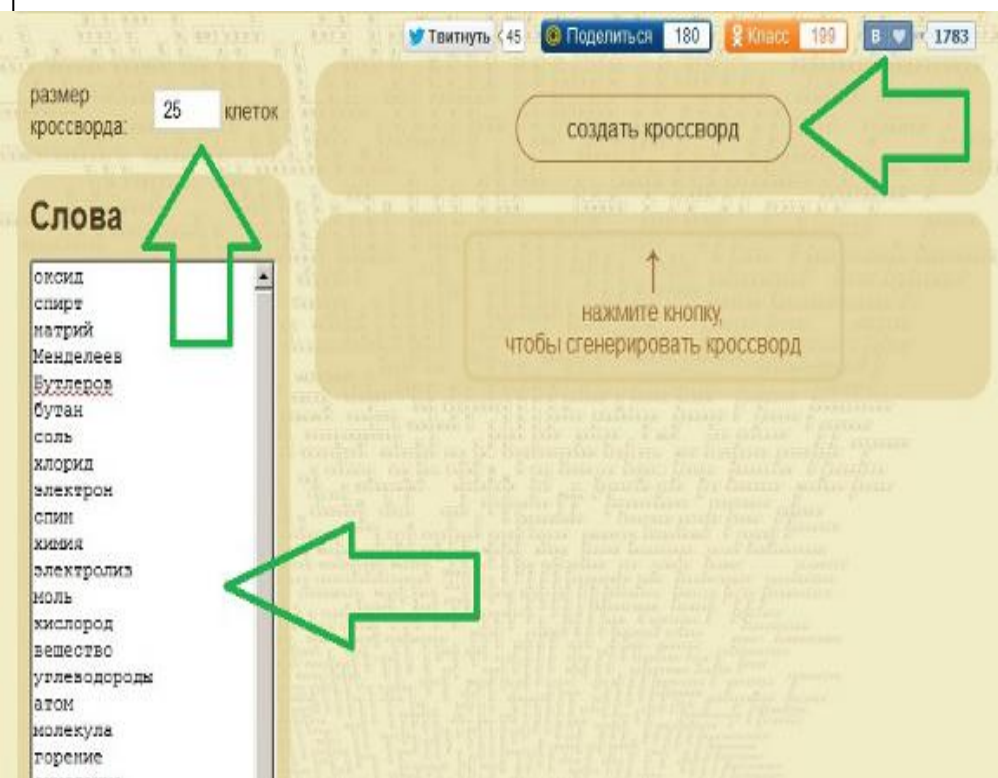 Твитнуть 45 Поделиться 180 Класс 199 В 1783
размер
кроссворда: 25 клеток
создать кроссворд
Слова
нажмите кнопку,
чтобы сгенерировать кроссворд
оксид
спирт
натрий
Менделеев
Бутлеров
бутан
соль
хлорид
электрон
спин
химия
электролиз
моль
кислород
вещество
углеводороды
атом
молекула
горение